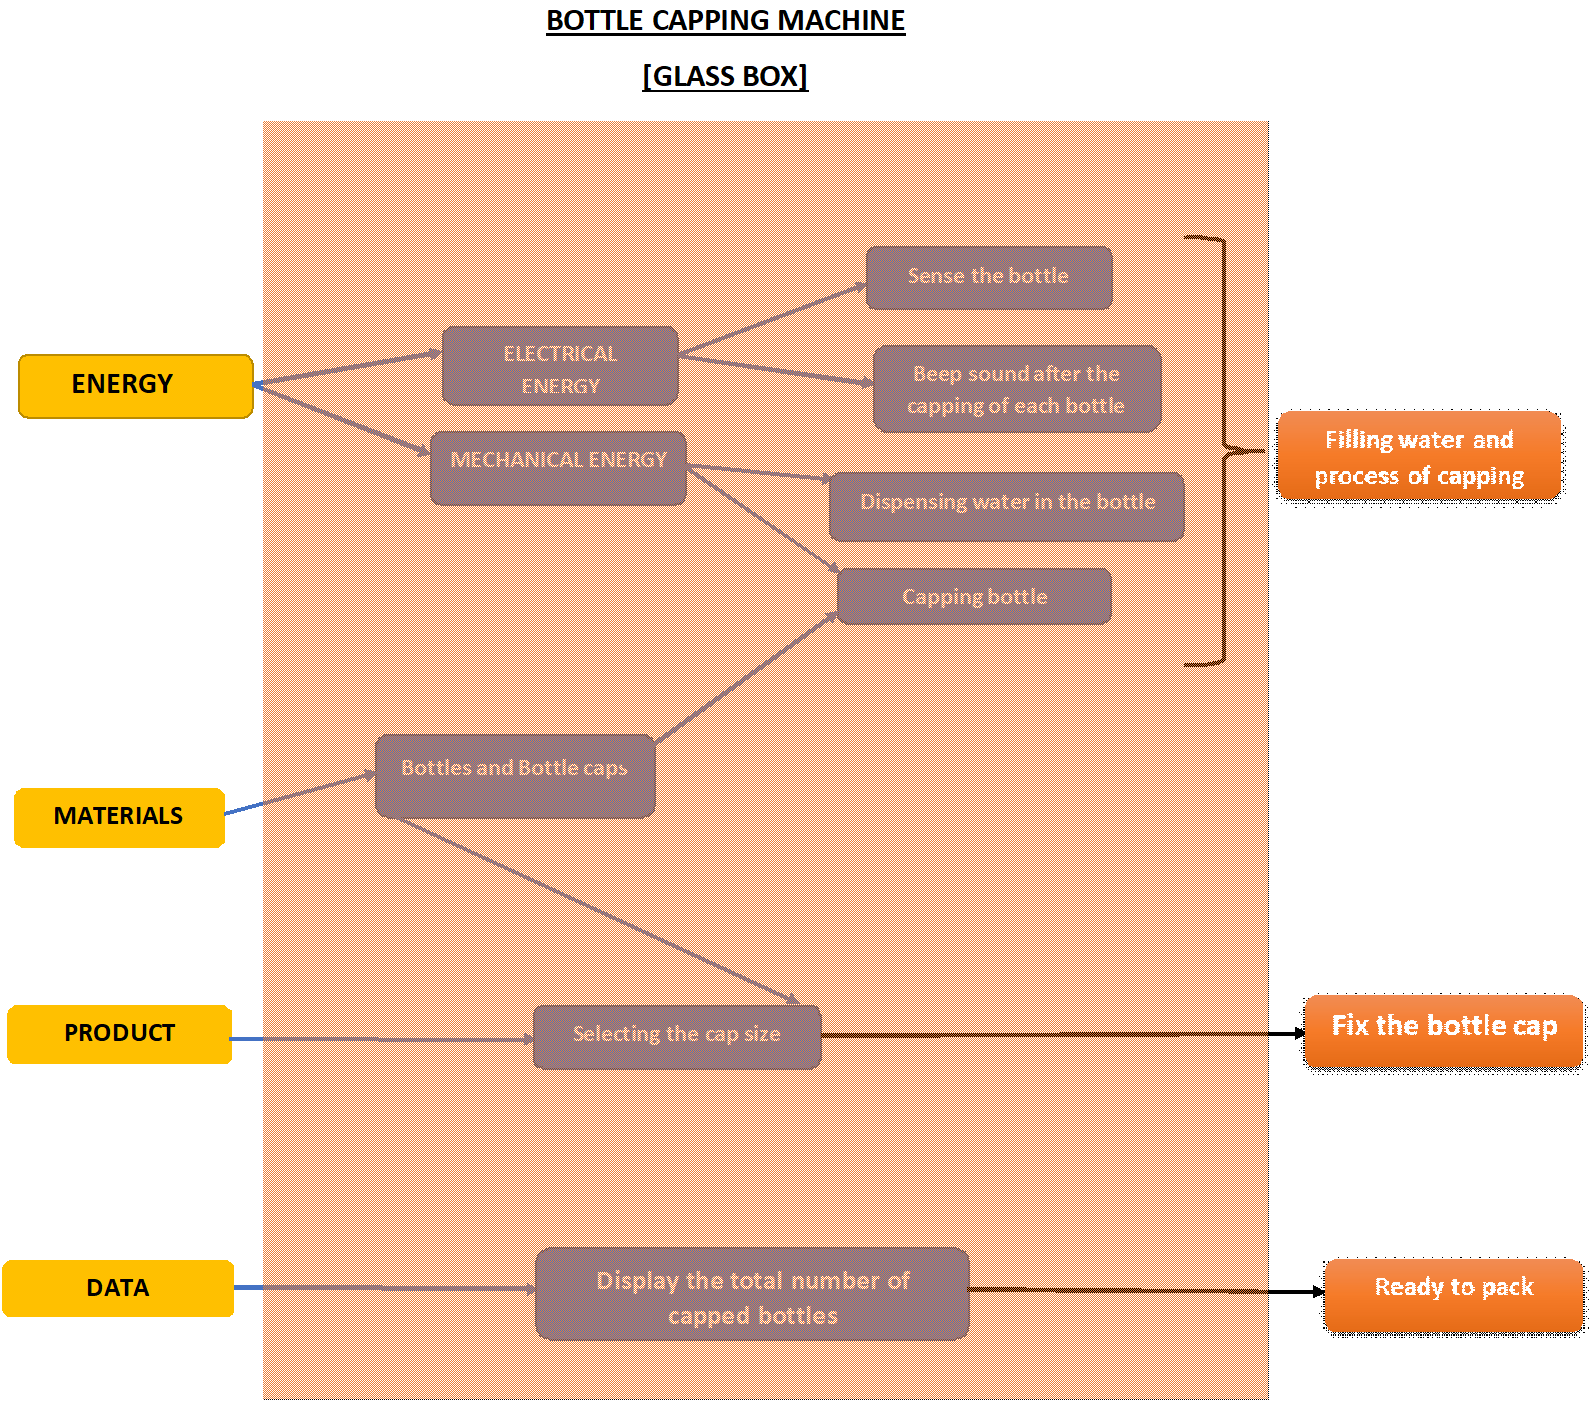 BOTTLE CAPPING MACHINE
[GLASS BOX]
Sense the bottle
ELECTRICAL
ENERGY
ENERGY
Beep sound after the
capping of each bottle
MECHANICAL ENERGY
Filling water and
process of capping
Dispensing water in the bottle
Capping bottle
Bottles and Bottle caps
MATERIALS
PRODUCT
Selecting the cap size
Fix the bottle cap
DATA
Display the total number of
capped bottles
Ready to pack